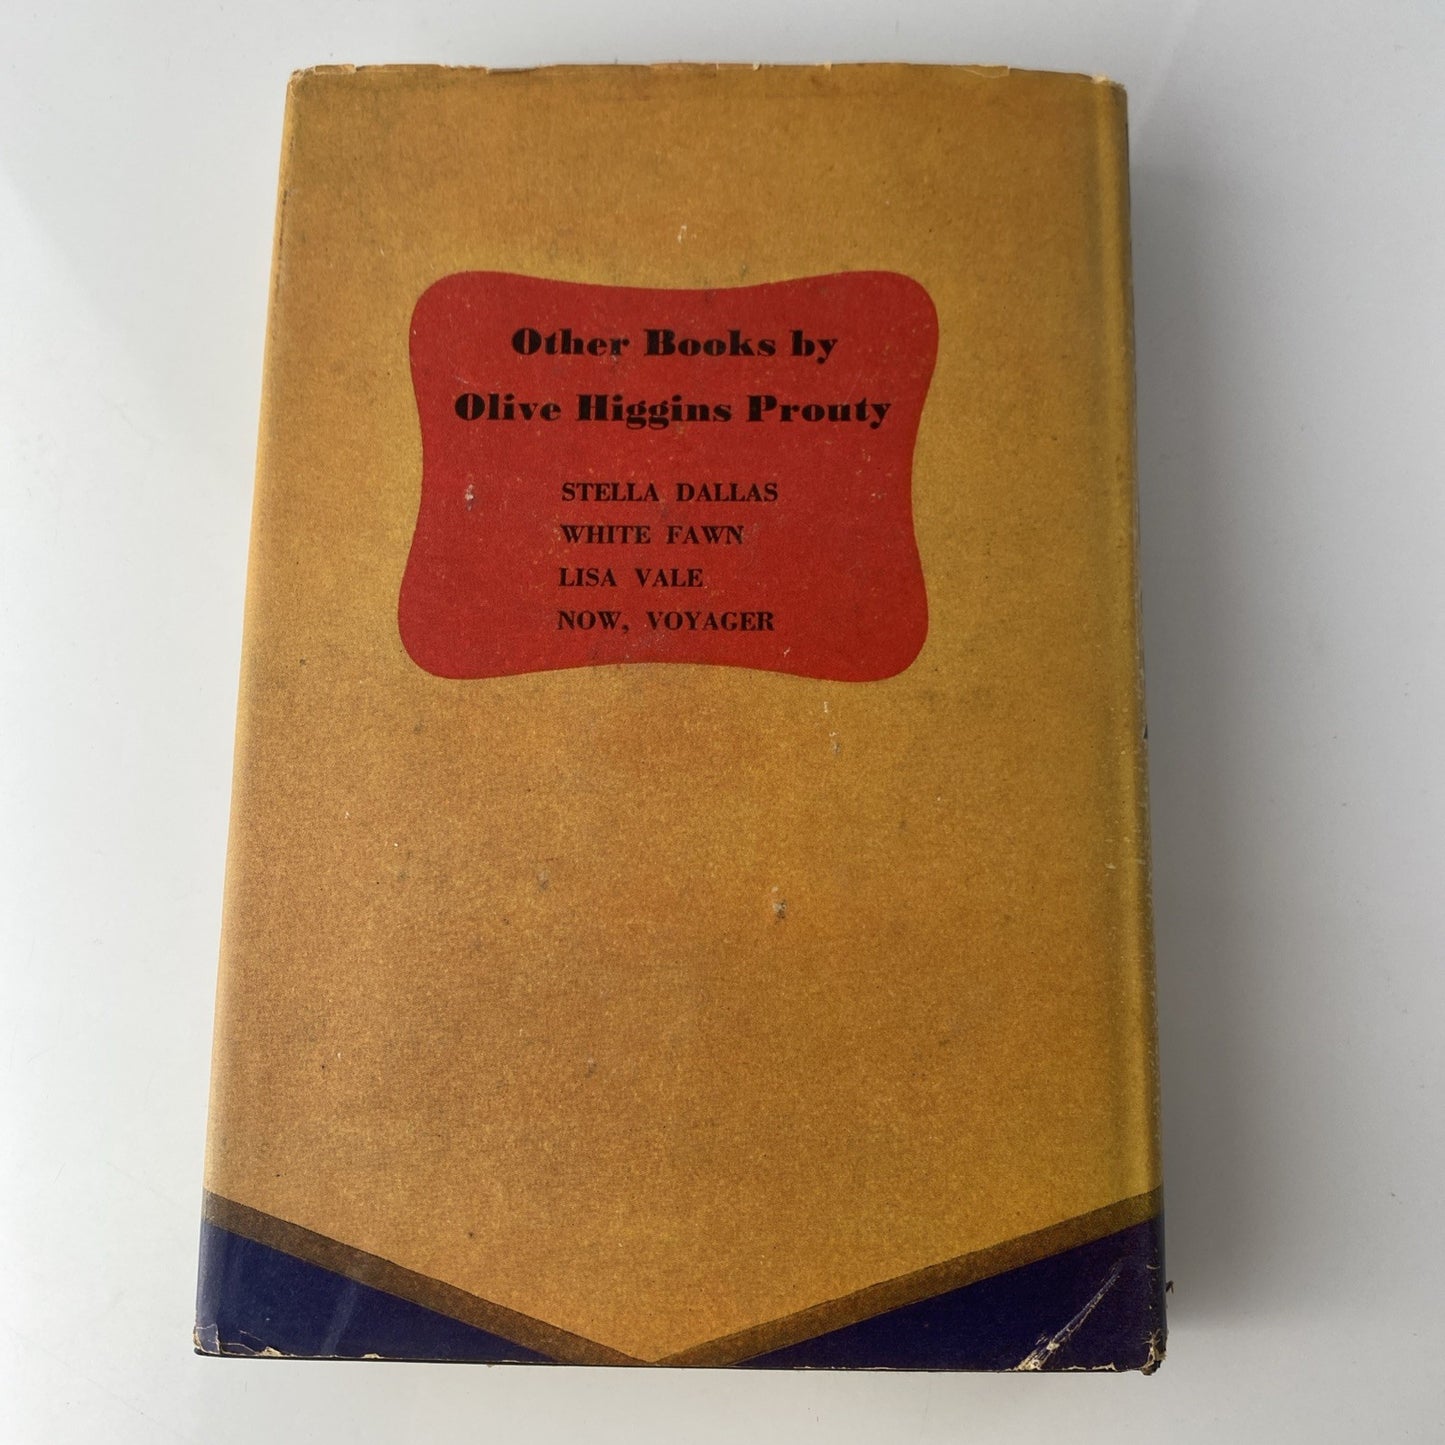 Other Books by
Olive Higgins Prouty
STELLA DALLAS
WHITE FAWN
LISA VALE
NOW, VOYAGER